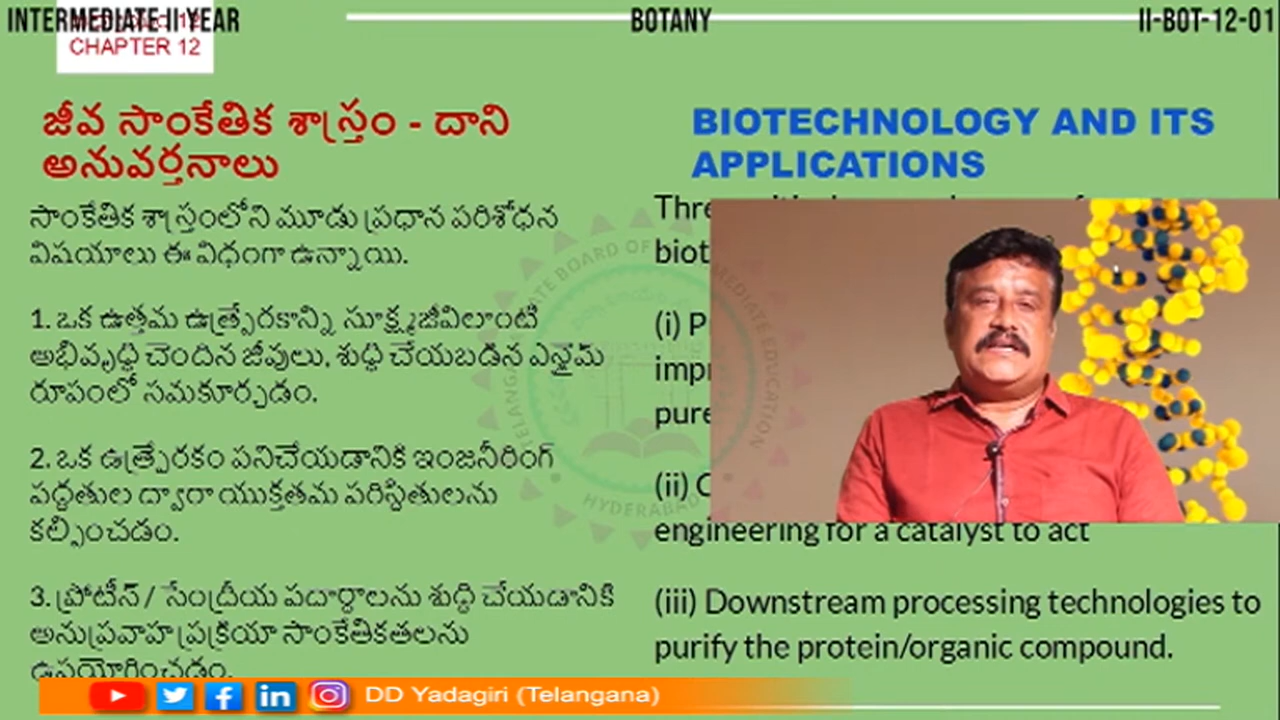 INTERMEDIATE II YEAR
BOTANY
II-BOT-12-01
CHAPTER 12
జీవ సాంకేతిక శాస్త్రం - దాని
అనువర్తనాలు
సాంకేతిక శాస్త్రంలోని మూడు ప్రధాన పరిశోధన
విషయాలు ఈ విధంగా ఉన్నాయి.
1. ఒక ఉత్తమ ఉత్ప్రేరకాన్ని సూక్ష్మజీవిలాంటి
అభివృద్ధి చెందిన జీవులు, శుద్ధి చేయబడిన ఎన్జైమ్
రూపంలో సమకూర్చడం.
2. ఒక ఉత్ప్రేరకం పనిచేయడానికి ఇంజనీరింగ్
పద్ధతుల ద్వారా యుక్తతమ పరిస్థితులను
కల్పించడం.
3. ప్రోటీన్ / సేంద్రీయ పదార్థాలను శుద్ధి చేయడానికి
అనుప్రవాహ ప్రక్రియా సాంకేతికతలను
ఉపయోగించడం.
BIOTECHNOLOGY AND ITS
APPLICATIONS
(i)
(ii)
engineering for a catalyst to act
(iii) Downstream processing technologies to
purify the protein/organic compound.
HYDERABAD
DD Yadagiri (Telangana)